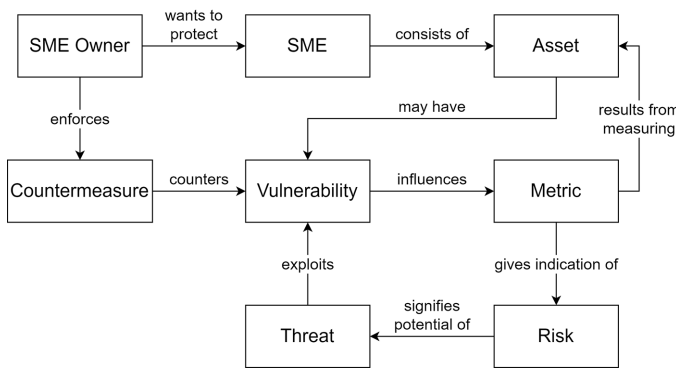 wants to
protect
SME Owner
SME
consists of
Asset
enforces
may have
results from
measuring
Countermeasure
counters
Vulnerability
influences
Metric
exploits
gives indication of
signifies
potential of
Threat
Risk